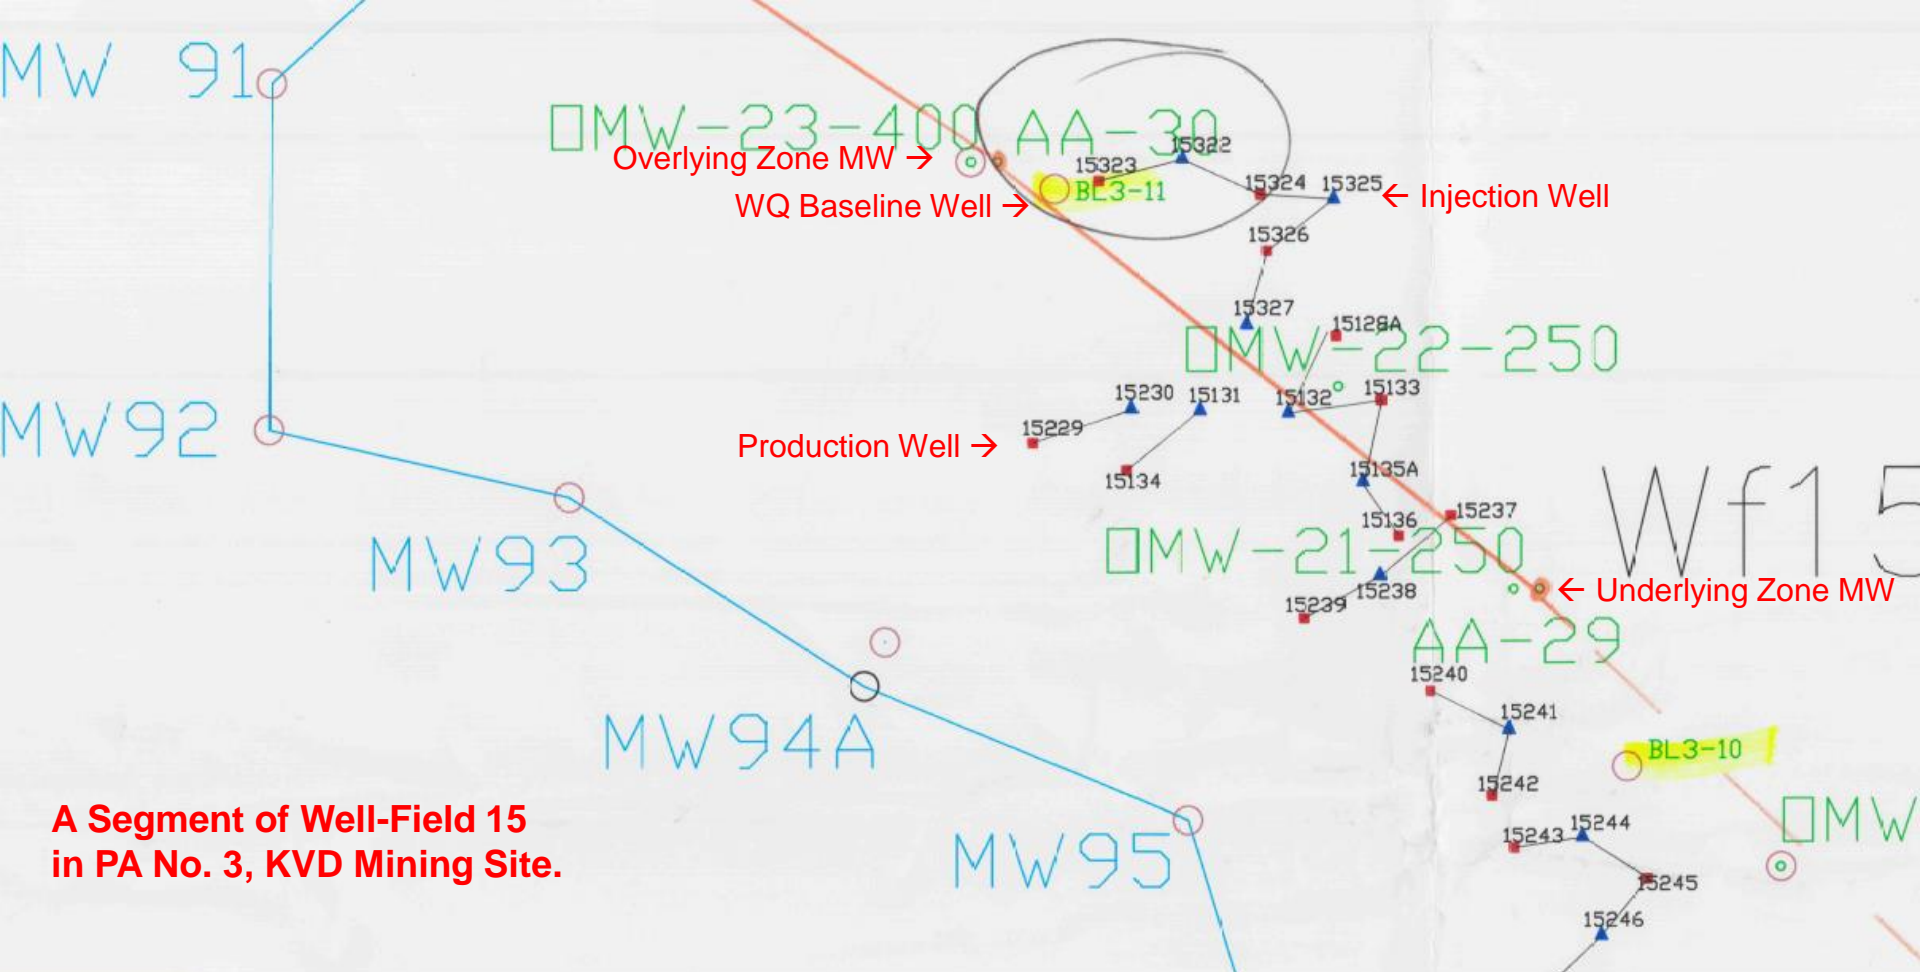 MW 91
OMW-23-400 AA-30
15322
Overlying Zone MW →
15323
BL3-11
15324
15325
← Injection Well
WQ Baseline Well →
15326
15327
15128A
OMW-22-250
15230
15131
15132
15133
MW92
15229
Production Well →
15134
15135A
Wf15
15136
15237
MW93
OMW-21-250
15238
← Underlying Zone MW
15239
AA-29
15240
15241
MW94A
BL3-10
15242
A Segment of Well-Field 15
in PA No. 3, KVD Mining Site.
MW95
15243
15244
OMW
15245
15246